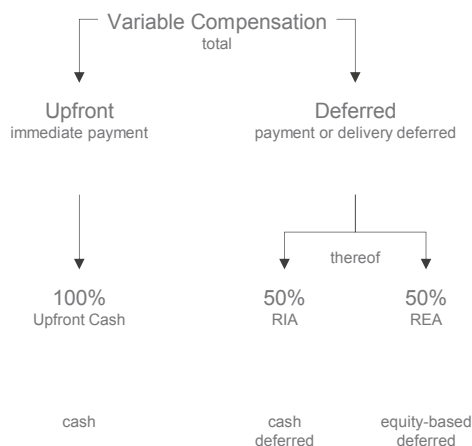 Variable Compensation
total
Upfront
immediate payment
Deferred
payment or delivery deferred
thereof
100%
Upfront Cash
50%
RIA
50%
REA
cash
cash
deferred
equity-based
deferred